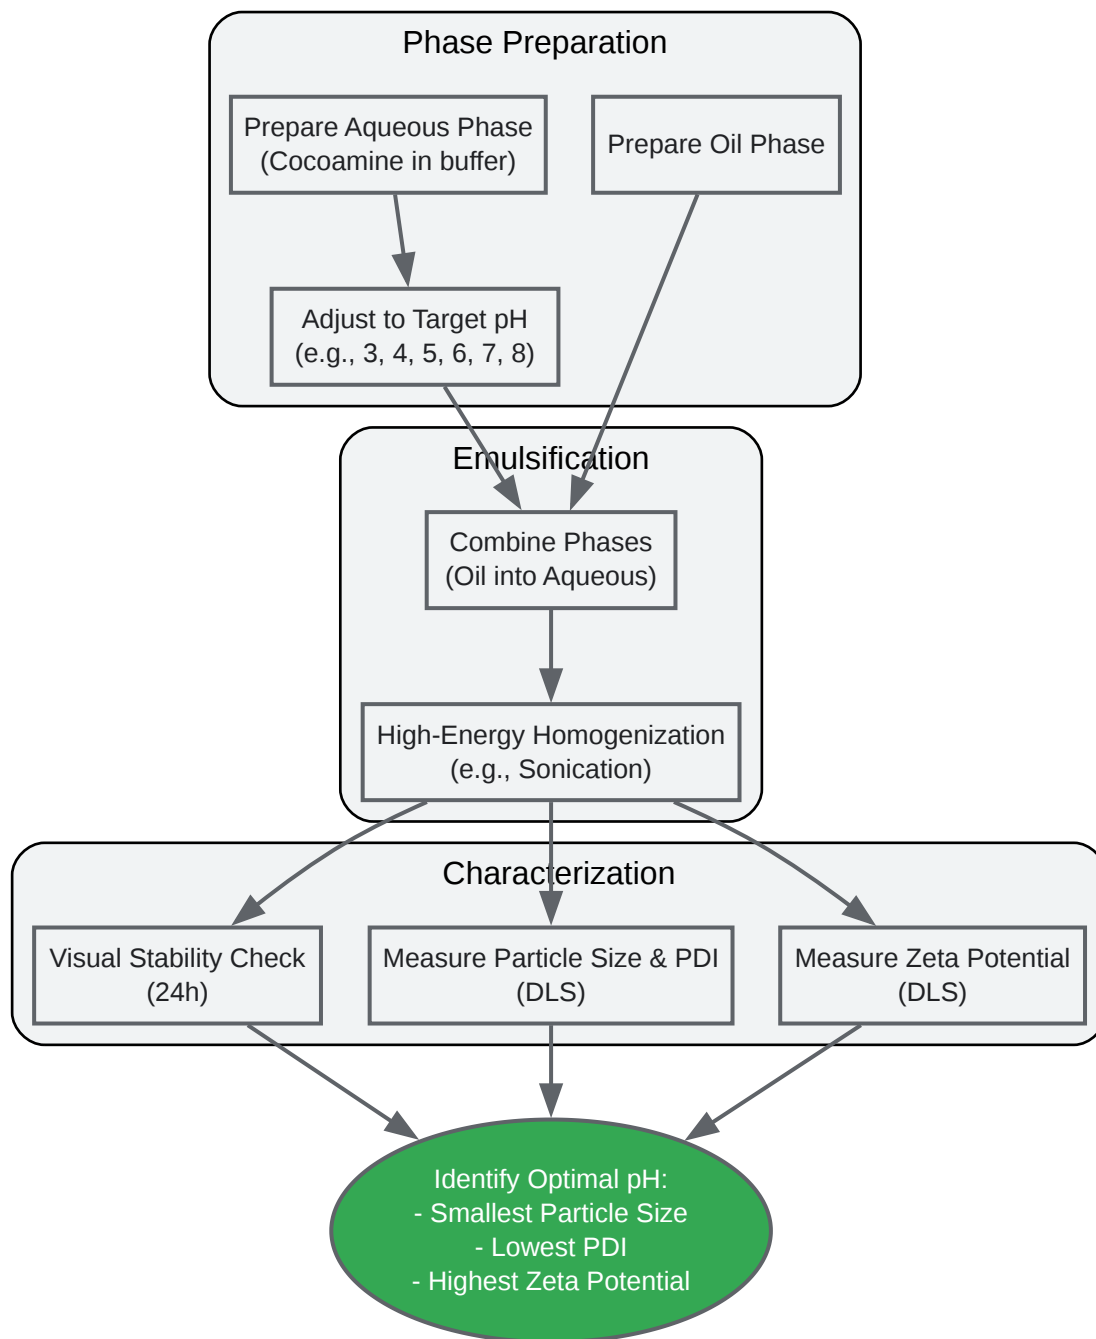 Phase Preparation
Prepare Aqueous Phase
(Cocoamine in buffer)
Prepare Oil Phase
Adjust to Target pH
(e.g., 3, 4, 5, 6, 7, 8)
Emulsification
Combine Phases
(Oil into Aqueous)
High-Energy Homogenization
(e.g., Sonication)
Characterization
Visual Stability Check
(24h)
Measure Particle Size & PDI
(DLS)
Measure Zeta Potential
(DLS)
Identify Optimal pH:
- Smallest Particle Size
- Lowest PDI
- Highest Zeta Potential